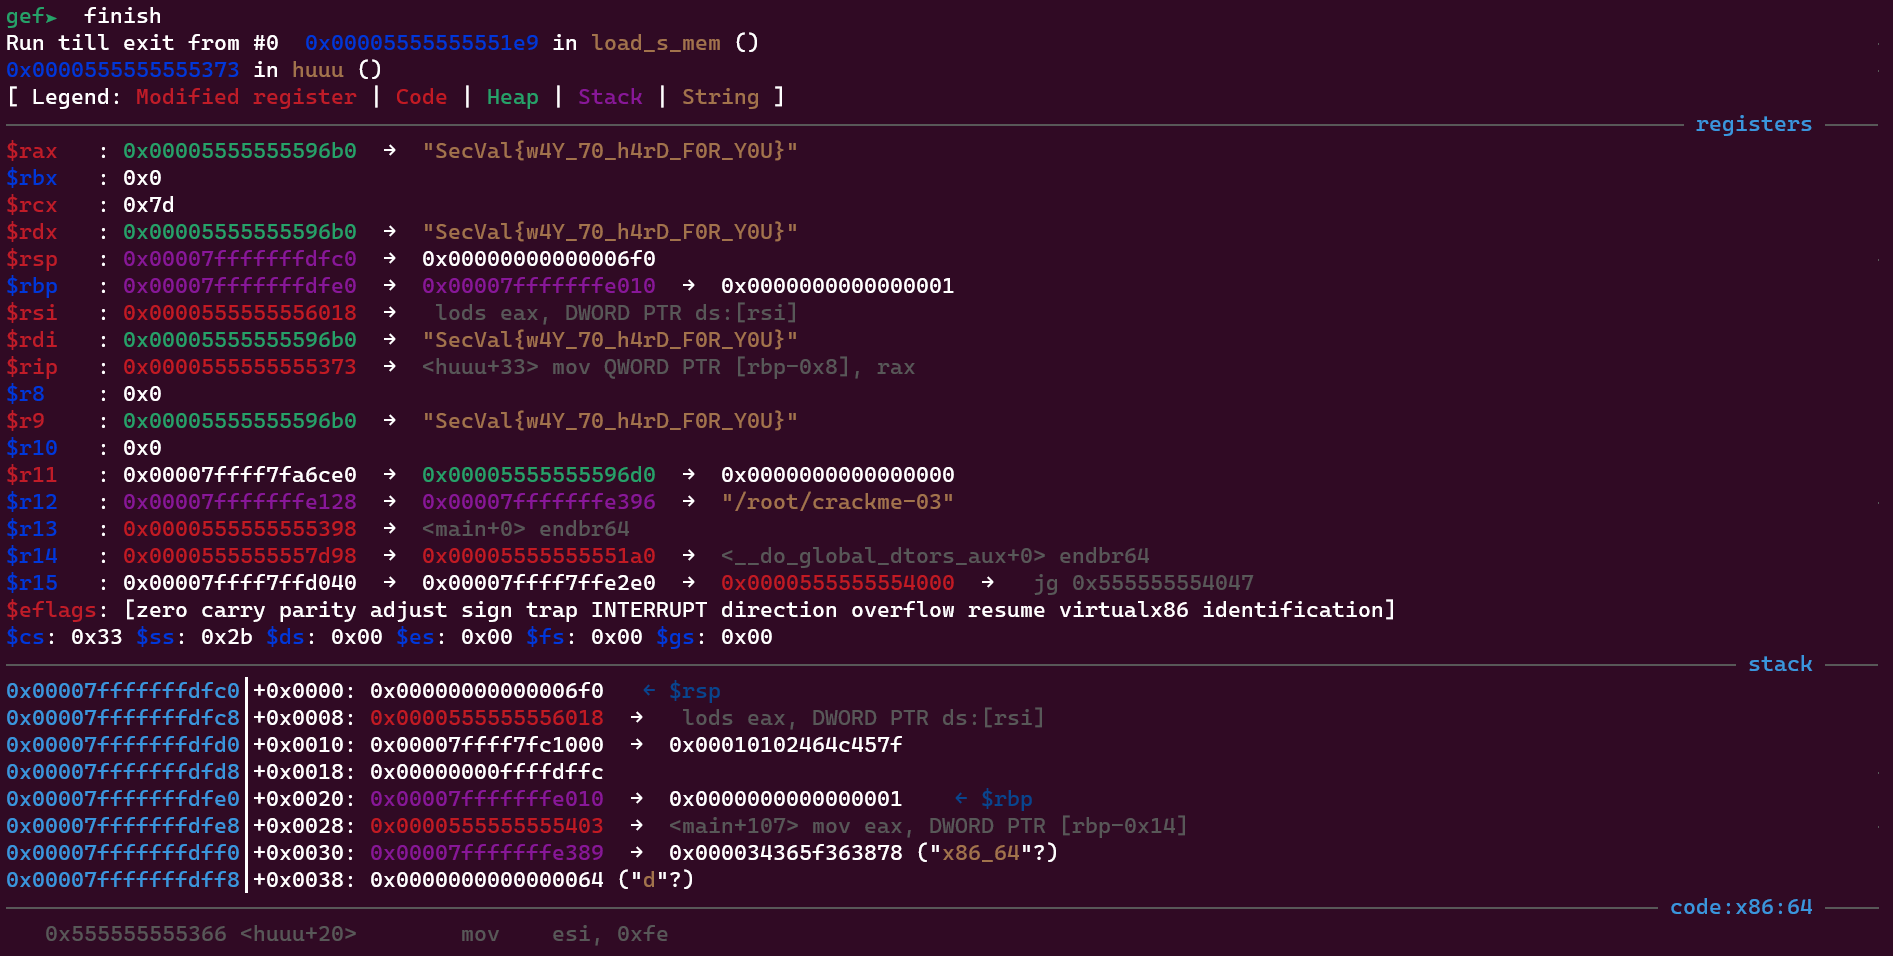 gef➤  finish
Run till exit from #0  0x00005555555551e9 in load_s_mem ()
0x0000555555555373 in huuu ()
[ Legend: Modified register | Code | Heap | Stack | String ]
registers
$rax   : 0x00005555555596b0  →  "SecVal{w4Y_70_h4rD_F0R_Y0U}"
$rbx   : 0x0
$rcx   : 0x7d
$rdx   : 0x00005555555596b0  →  "SecVal{w4Y_70_h4rD_F0R_Y0U}"
$rsp   : 0x00007fffffffdfc0  →  0x00000000000006f0
$rbp   : 0x00007fffffffdfe0  →  0x00007fffffffe010  →  0x0000000000000001
$rsi   : 0x0000555555556018  →   lods eax, DWORD PTR ds:[rsi]
$rdi   : 0x00005555555596b0  →  "SecVal{w4Y_70_h4rD_F0R_Y0U}"
$rip   : 0x0000555555555373  →  <huuu+33> mov QWORD PTR [rbp-0x8], rax
$r8    : 0x0
$r9    : 0x00005555555596b0  →  "SecVal{w4Y_70_h4rD_F0R_Y0U}"
$r10   : 0x0
$r11   : 0x00007ffff7fa6ce0  →  0x00005555555596d0  →  0x0000000000000000
$r12   : 0x00007fffffffe128  →  0x00007fffffffe396  →  "/root/crackme-03"
$r13   : 0x0000555555555398  →  <main+0> endbr64
$r14   : 0x0000555555557d98  →  0x00005555555551a0  →  <__do_global_dtors_aux+0> endbr64
$r15   : 0x00007ffff7ffd040  →  0x00007ffff7ffe2e0  →  0x0000555555554000  →   jg 0x555555554047
$eflags: [zero carry parity adjust sign trap INTERRUPT direction overflow resume virtualx86 identification]
$cs: 0x33 $ss: 0x2b $ds: 0x00 $es: 0x00 $fs: 0x00 $gs: 0x00
stack
0x00007fffffffdfc0│+0x0000: 0x00000000000006f0   ← $rsp
0x00007fffffffdfc8│+0x0008: 0x0000555555556018  →   lods eax, DWORD PTR ds:[rsi]
0x00007fffffffdfd0│+0x0010: 0x00007ffff7fc1000  →  0x00010102464c457f
0x00007fffffffdfd8│+0x0018: 0x00000000ffffdffc
0x00007fffffffdfe0│+0x0020: 0x00007fffffffe010  →  0x0000000000000001    ← $rbp
0x00007fffffffdfe8│+0x0028: 0x0000555555555403  →  <main+107> mov eax, DWORD PTR [rbp-0x14]
0x00007fffffffdff0│+0x0030: 0x00007fffffffe389  →  0x000034365f363878 ("x86_64"?)
0x00007fffffffdff8│+0x0038: 0x0000000000000064 ("d"?)
code:x86:64
0x555555555366 <huuu+20>        mov    esi, 0xfe